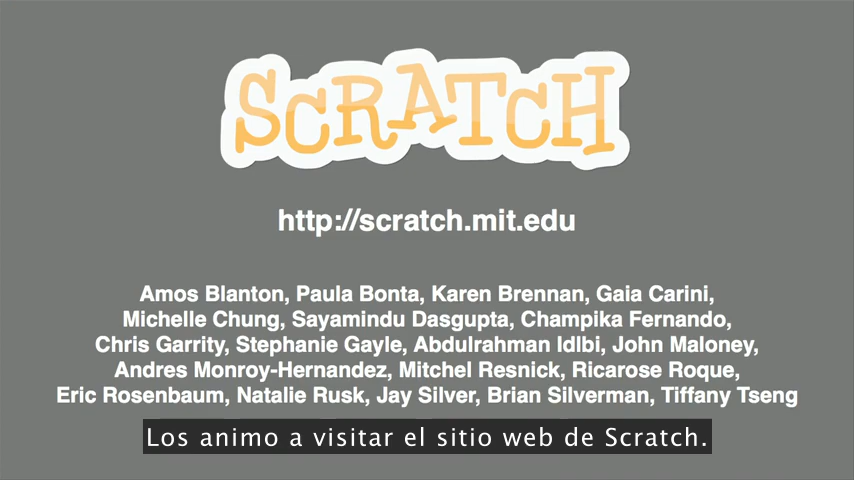 SCRATCH
http://scratch.mit.edu
Amos Blanton, Paula Bonta, Karen Brennan, Gaia Carini,
Michelle Chung, Sayamindu Dasgupta, Champika Fernando,
Chris Garrity, Stephanie Gayle, Abdulrahman Idlbi, John Maloney,
Andres Monroy-Hernandez, Mitchel Resnick, Ricarose Roque,
Eric Rosenbaum, Natalie Rusk, Jay Silver, Brian Silverman, Tiffany Tseng
Los animo a visitar el sitio web de Scratch.